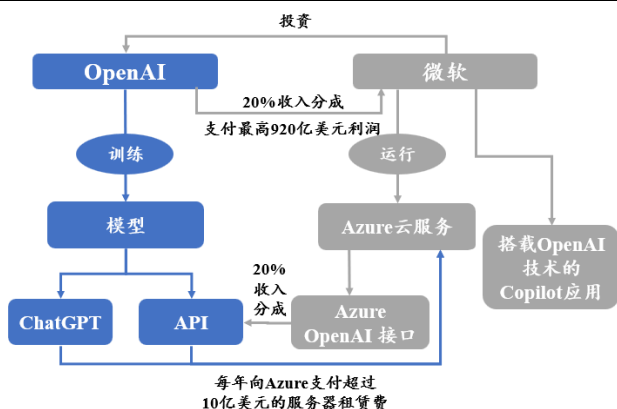 投资
OpenAI
微软
20%收入分成
支付最高920亿美元利润
训练
运行
模型
Azure云服务
搭载OpenAI
技术的
Copilot应用
20%
收入
分成
ChatGPT
API
Azure
OpenAI 接口
每年向Azure支付超过
10亿美元的服务器租赁费